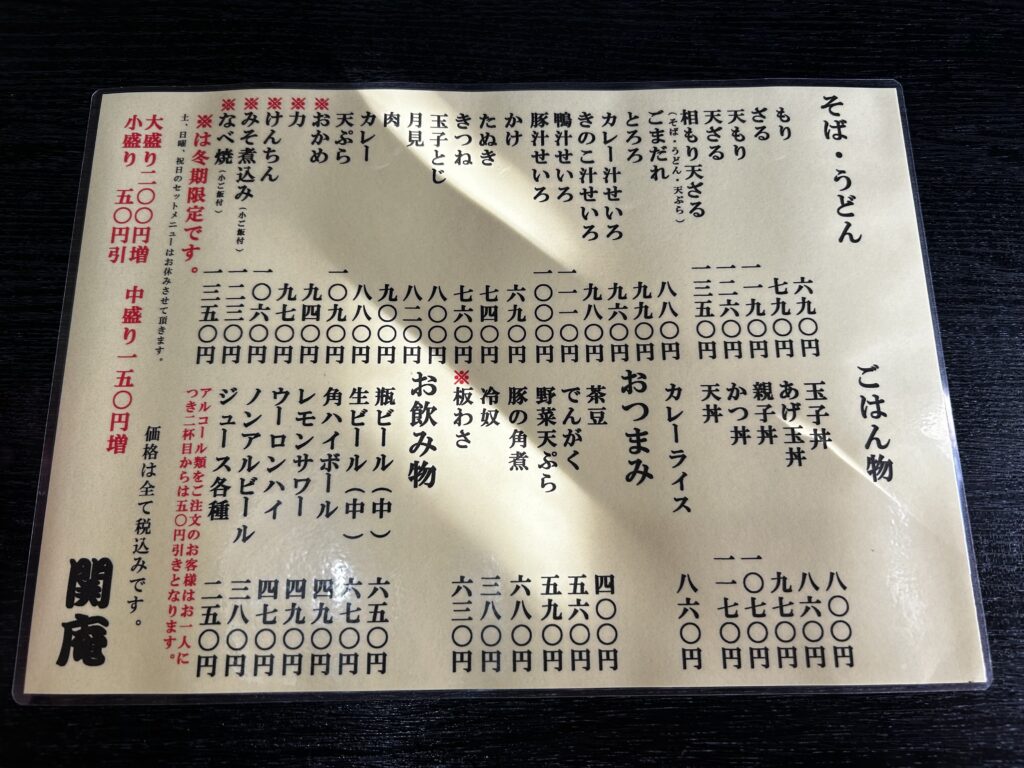 そば・うどん
もり 六九〇円
ざる 七九〇円
天もり 一一九〇円
天ざる 一二六〇円
相もり天ざる 一三五〇円
(そば・うどん・天ぷら)
ごまだれ 八八〇円
とろろ 九九〇円
カレー汁せいろ 九六〇円
きのこ汁せいろ 九八〇円
鴨汁せいろ 一一一〇円
豚汁せいろ 一〇〇〇円
かけ 六九〇円
たぬき 七四〇円
きつね 七六〇円
玉子とじ 八〇〇円
月見 八二〇円
肉 九〇〇円
カレー 八八〇円
天ぷら 一〇九〇円
※おかめ 九四〇円
※力 九七〇円
※けんちん 一〇六〇円
※みそ煮込み(小ご飯付) 一二三〇円
※なべ焼(小ご飯付) 一三五〇円
※は冬期限定です。
土、日曜、祝日のセットメニューはお休みさせて頂きます。
大盛り二〇〇円増 中盛り一五〇円増
小盛り 五〇円引
ごはん物
玉子丼 八〇〇円
あげ玉丼 八六〇円
親子丼 九七〇円
かつ丼 一〇七〇円
天丼 一一七〇円
カレーライス 八六〇円
おつまみ
茶豆 四〇〇円
でんがく 五六〇円
野菜天ぷら 五九〇円
豚の角煮 六八〇円
冷奴 三八〇円
※板わさ 六三〇円
お飲み物
瓶ビール(中) 六五〇円
生ビール(中) 六七〇円
角ハイボール 四九〇円
レモンサワー 四九〇円
ウーロンハイ 四七〇円
ノンアルビール 三八〇円
ジュース各種 二五〇円
アルコール類をご注文のお客様はお一人に
つき二杯目からは五〇円引きとなります。
価格は全て税込みです。
関庵